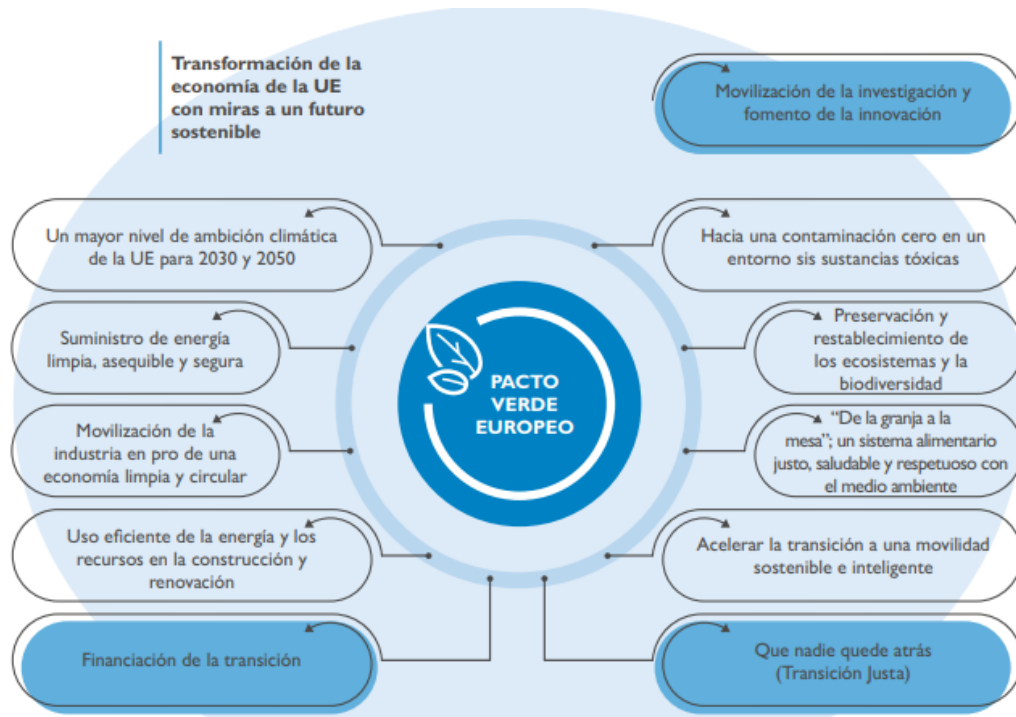 Transformación de la
economía de la UE
con miras a un futuro
sostenible
Movilización de la investigación y
fomento de la innovación
Un mayor nivel de ambición climática
de la UE para 2030 y 2050
Suministro de energía
limpia, asequible y segura
Movilización de la
industria en pro de una
economía limpia y circular
Uso eficiente de la energía y los
recursos en la construcción y
renovación
Financiación de la transición
PACTO
VERDE
EUROPEO
Hacia una contaminación cero en un
entorno sis sustancias tóxicas
Preservación y
restablecimiento de
los ecosistemas y la
biodiversidad
“De la granja a la
mesa”; un sistema alimentario
justo, saludable y respetuoso con
el medio ambiente
Acelerar la transición a una movilidad
sostenible e inteligente
Que nadie quede atrás
(Transición Justa)